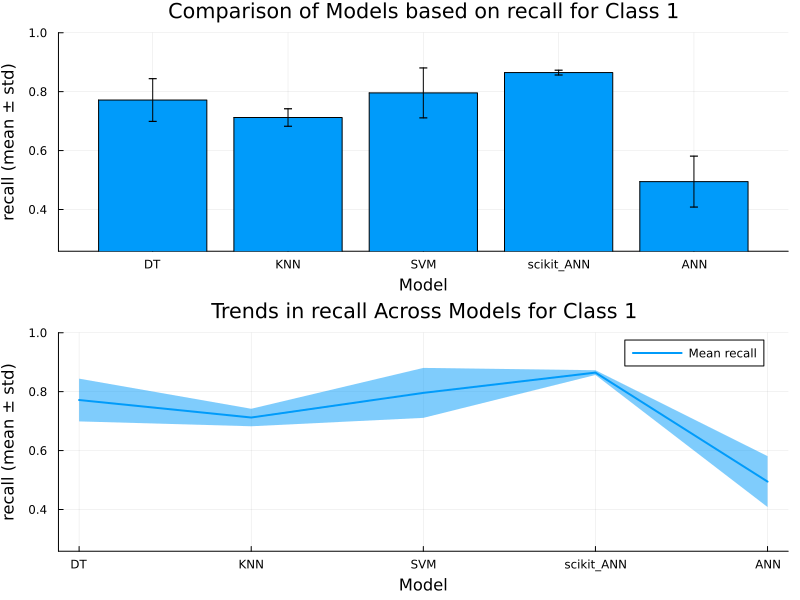 Comparison of Models based on recall for Class 1
recall (mean ± std)
1.0
0.8
0.6
0.4
DT KNN SVM scikit_ANN ANN
Model
Trends in recall Across Models for Class 1
recall (mean ± std)
1.0
0.8
0.6
0.4
Mean recall
DT KNN SVM scikit_ANN ANN
Model